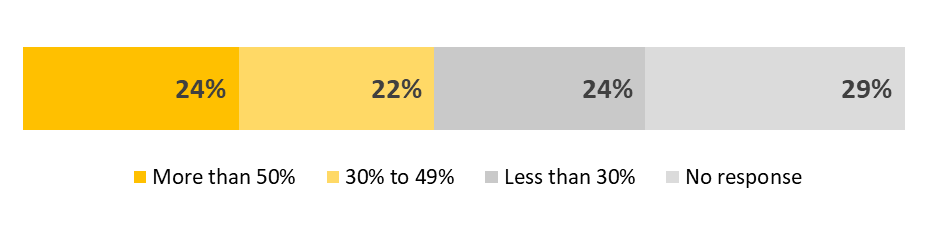 24% 22% 24% 29%
More than 50% 30% to 49% Less than 30% No response